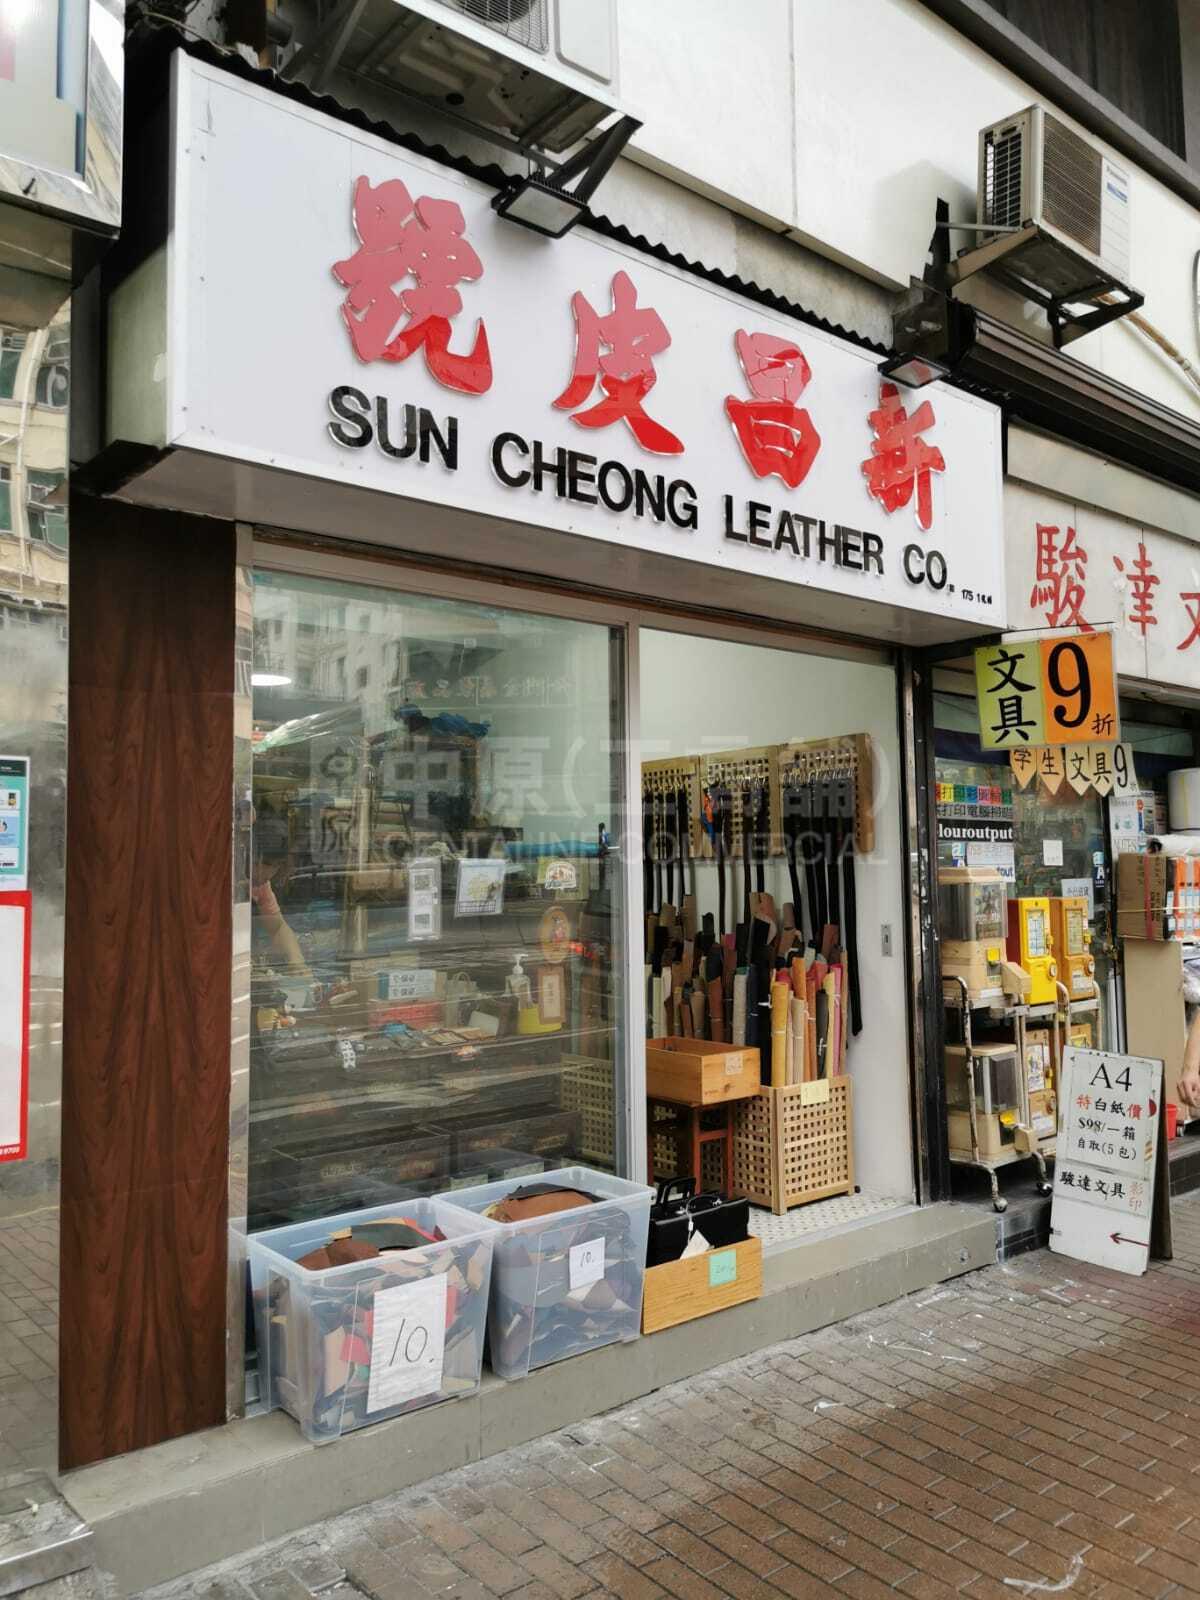 號皮昌新
SUN CHEONG LEATHER CO.
175
駿達文
文具
9折
學生文具9
中原(工商舖)
CENTALINE COMMERCIAL
colouroutput
10.
10.
A4
特白紙價
$98/一箱
自取(5包)
駿達文具
影印